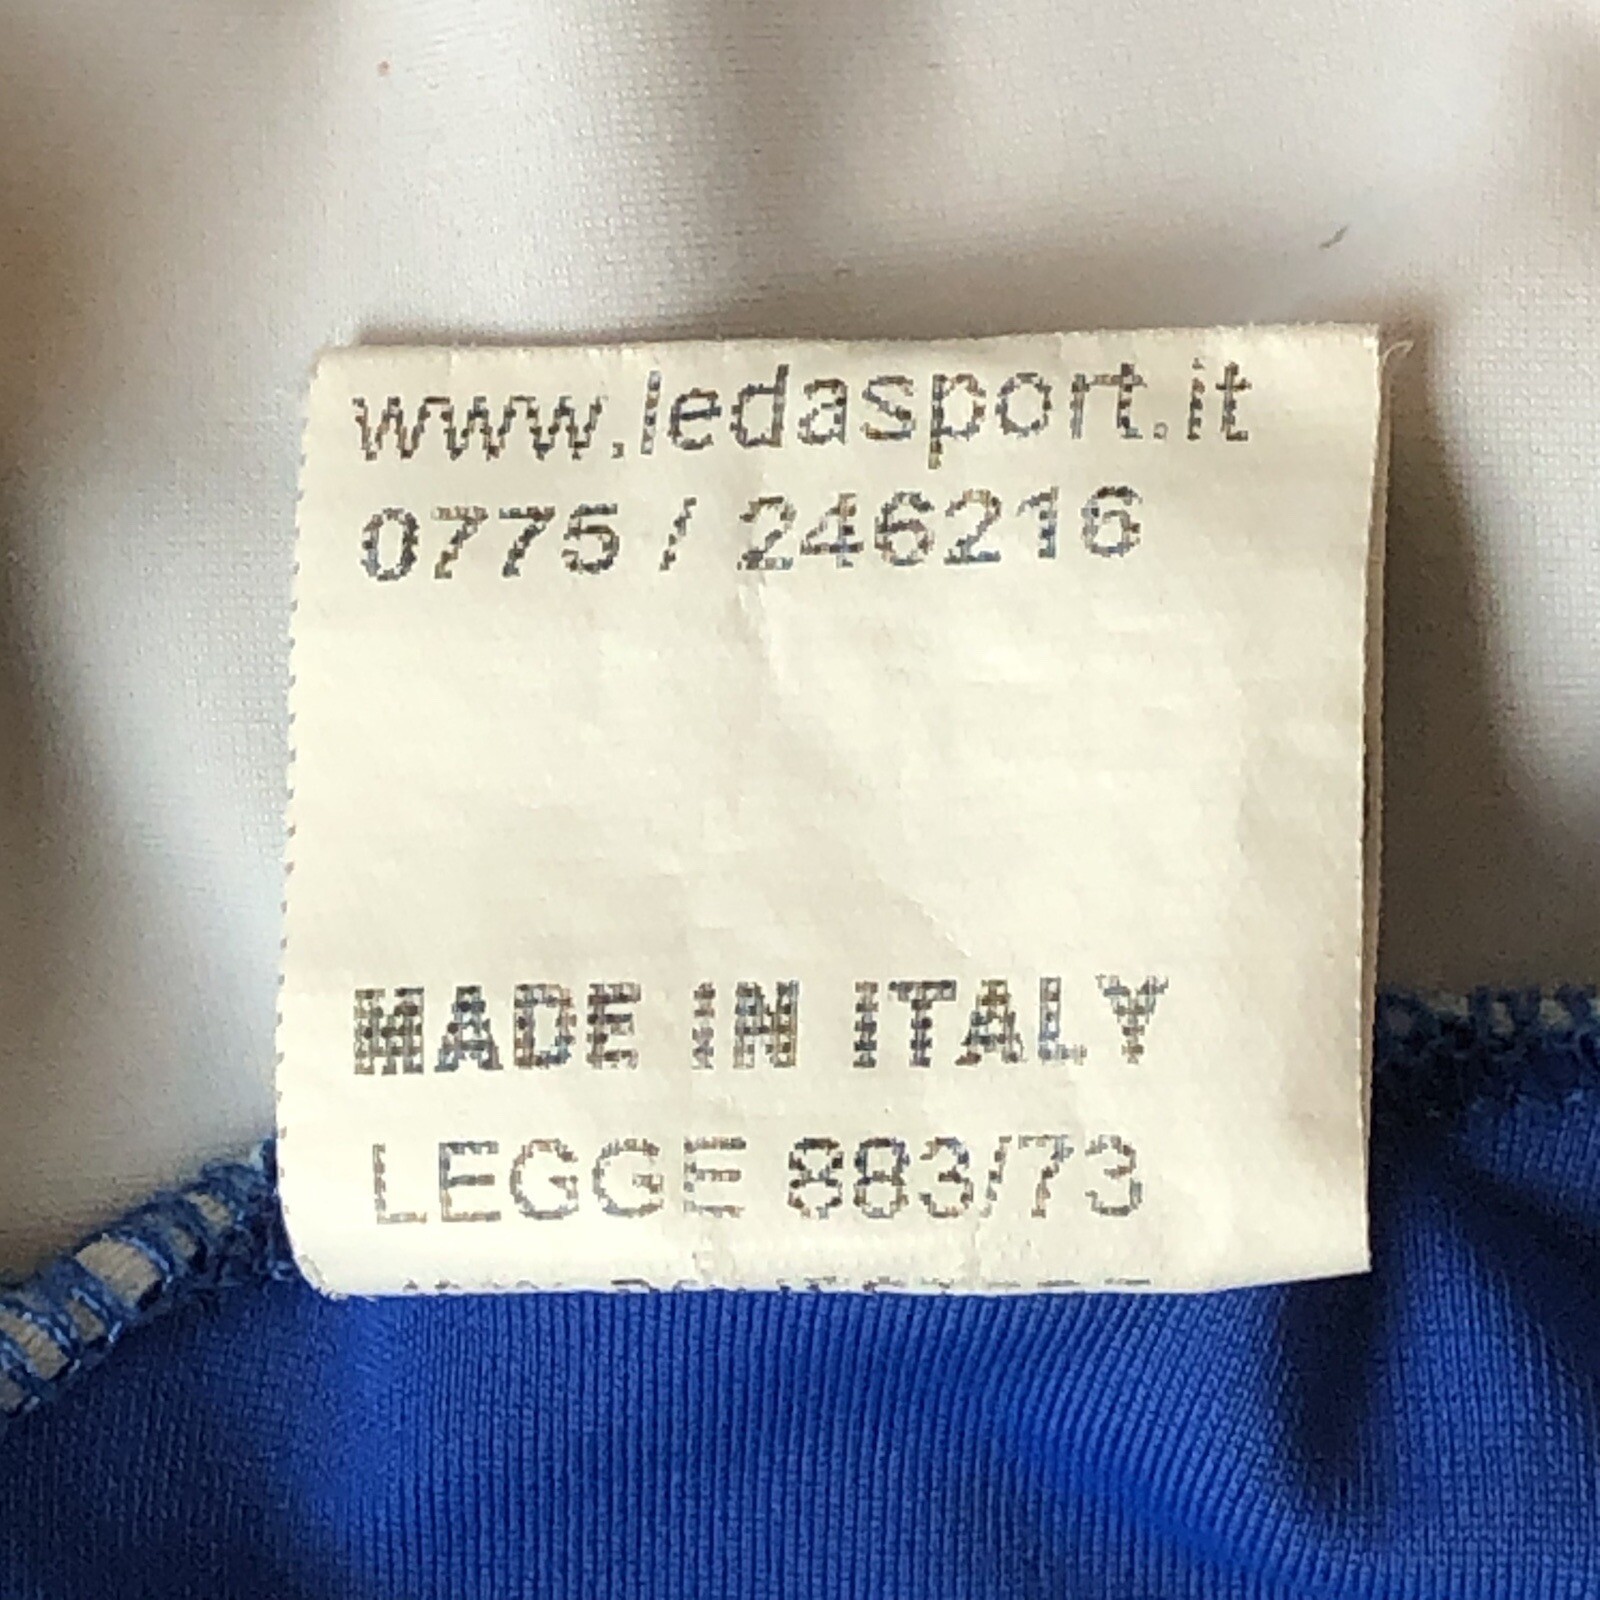 www.ledasport.it
0775 / 246216
MADE IN ITALY
LEGGE 883/73